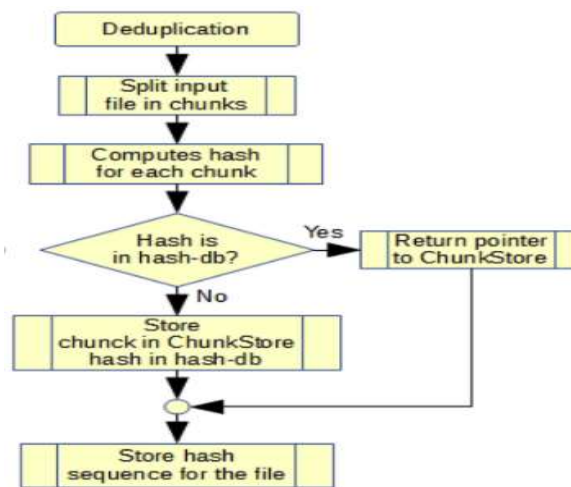 Deduplication
Split input
file in chunks
Computes hash
for each chunk
Hash is
in hash-db?
Yes
Return pointer
to ChunkStore
No
Store
chunck in ChunkStore
hash in hash-db
Store hash
sequence for the file